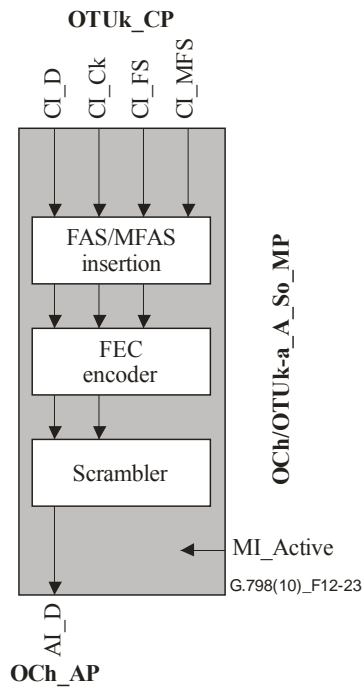 OTUk_CP
CI_D
CI_Ck
CI_FS
CI_MFS
FAS/MFAS
insertion
FEC
encoder
Scrambler
OCh/OTUk-a_A_So_MP
MI_Active
G.798(10)_F12-23
AI_D
OCh_AP